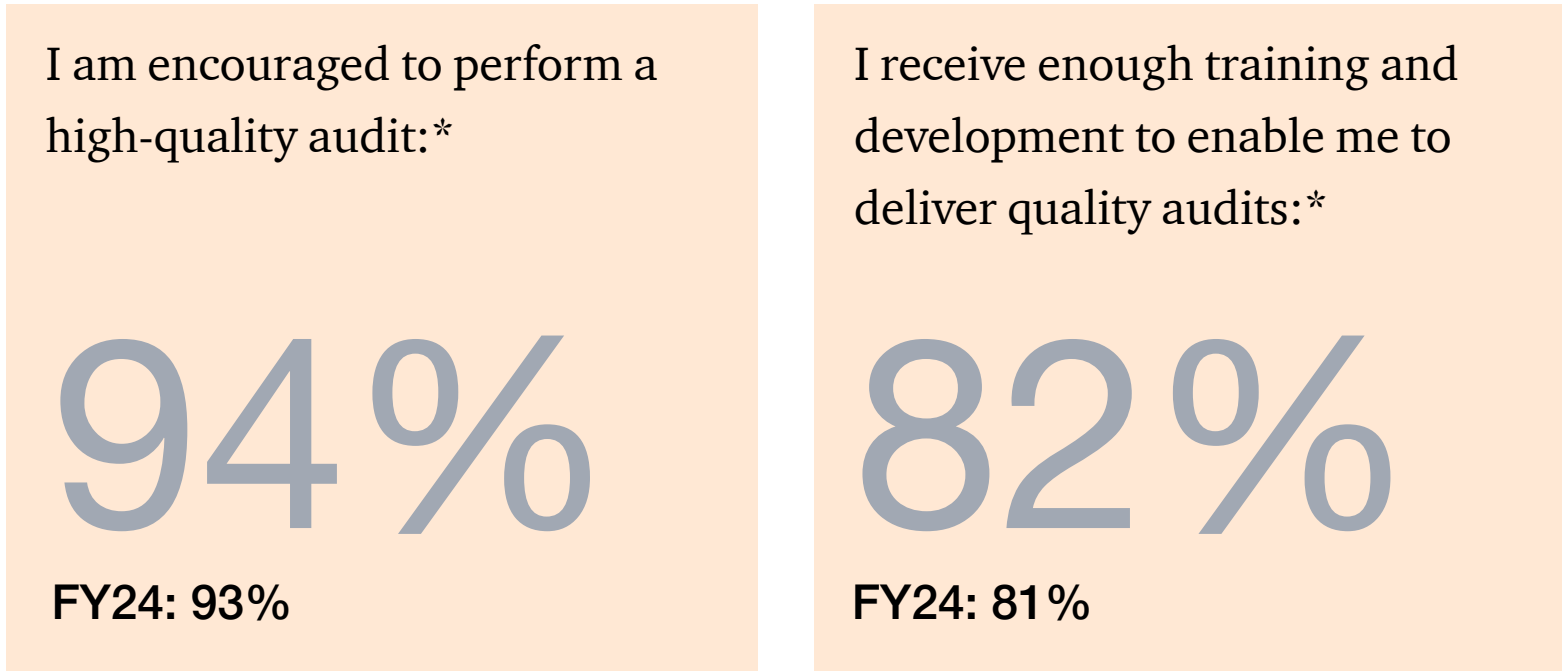 I am encouraged to perform a
high-quality audit:*
94%
FY24: 93%
I receive enough training and
development to enable me to
deliver quality audits:*
82%
FY24: 81%